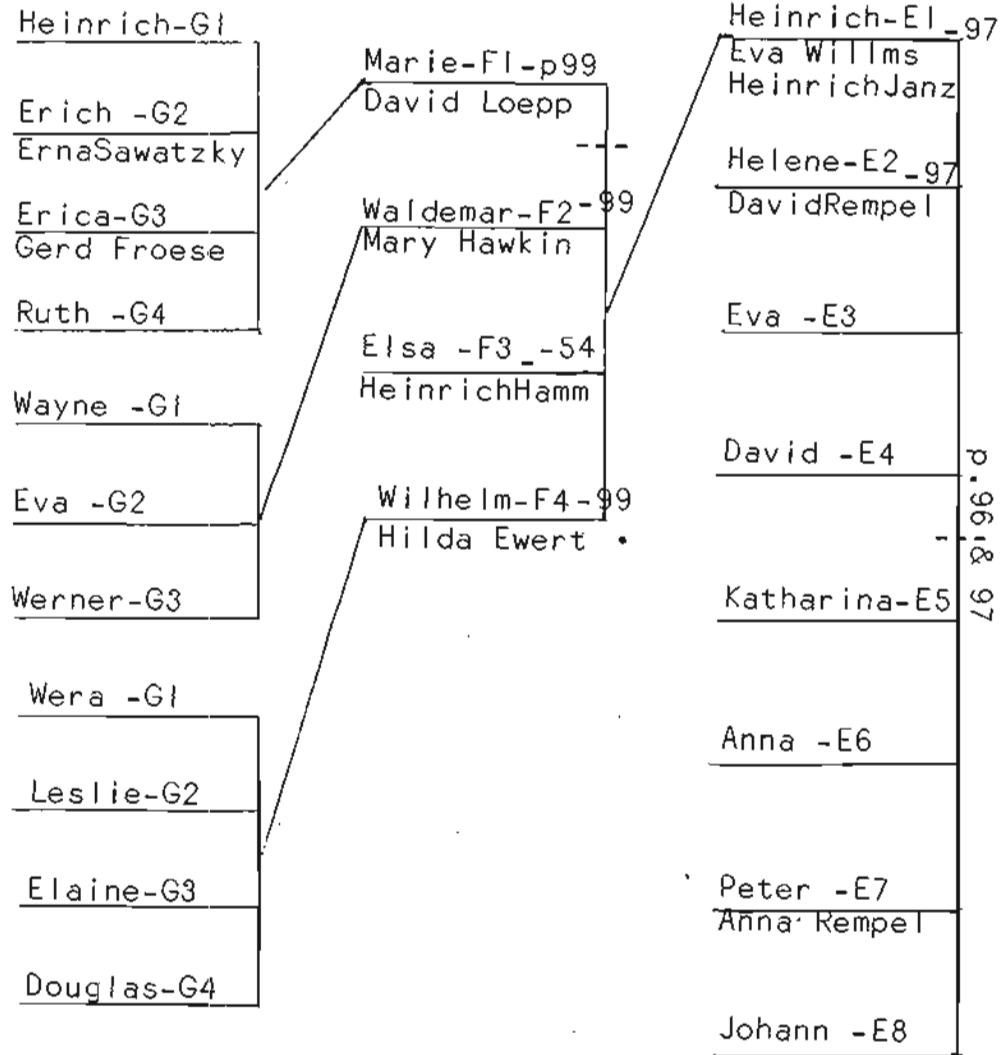 Heinrich-G1
Erich -G2
ErnaSawatzky
Erica-G3
Gerd Froese
Ruth -G4
Wayne -G1
Eva -G2
Werner-G3
Wera -G1
Leslie-G2
Elaine-G3
Douglas-G4
Marie-F1-p99
David Loepp
Waldemar-F2-99
Mary Hawkin
Elsa -F3_-54
HeinrichHamm
Wilhelm-F4-99
Hilda Ewert
Heinrich-E1_97
Eva Willms
HeinrichJanz
Helene-E2_97
DavidRempel
Eva -E3
David -E4
Katharina-E5
Anna -E6
Peter -E7
Anna Rempel
Johann -E8
p.96 & 97